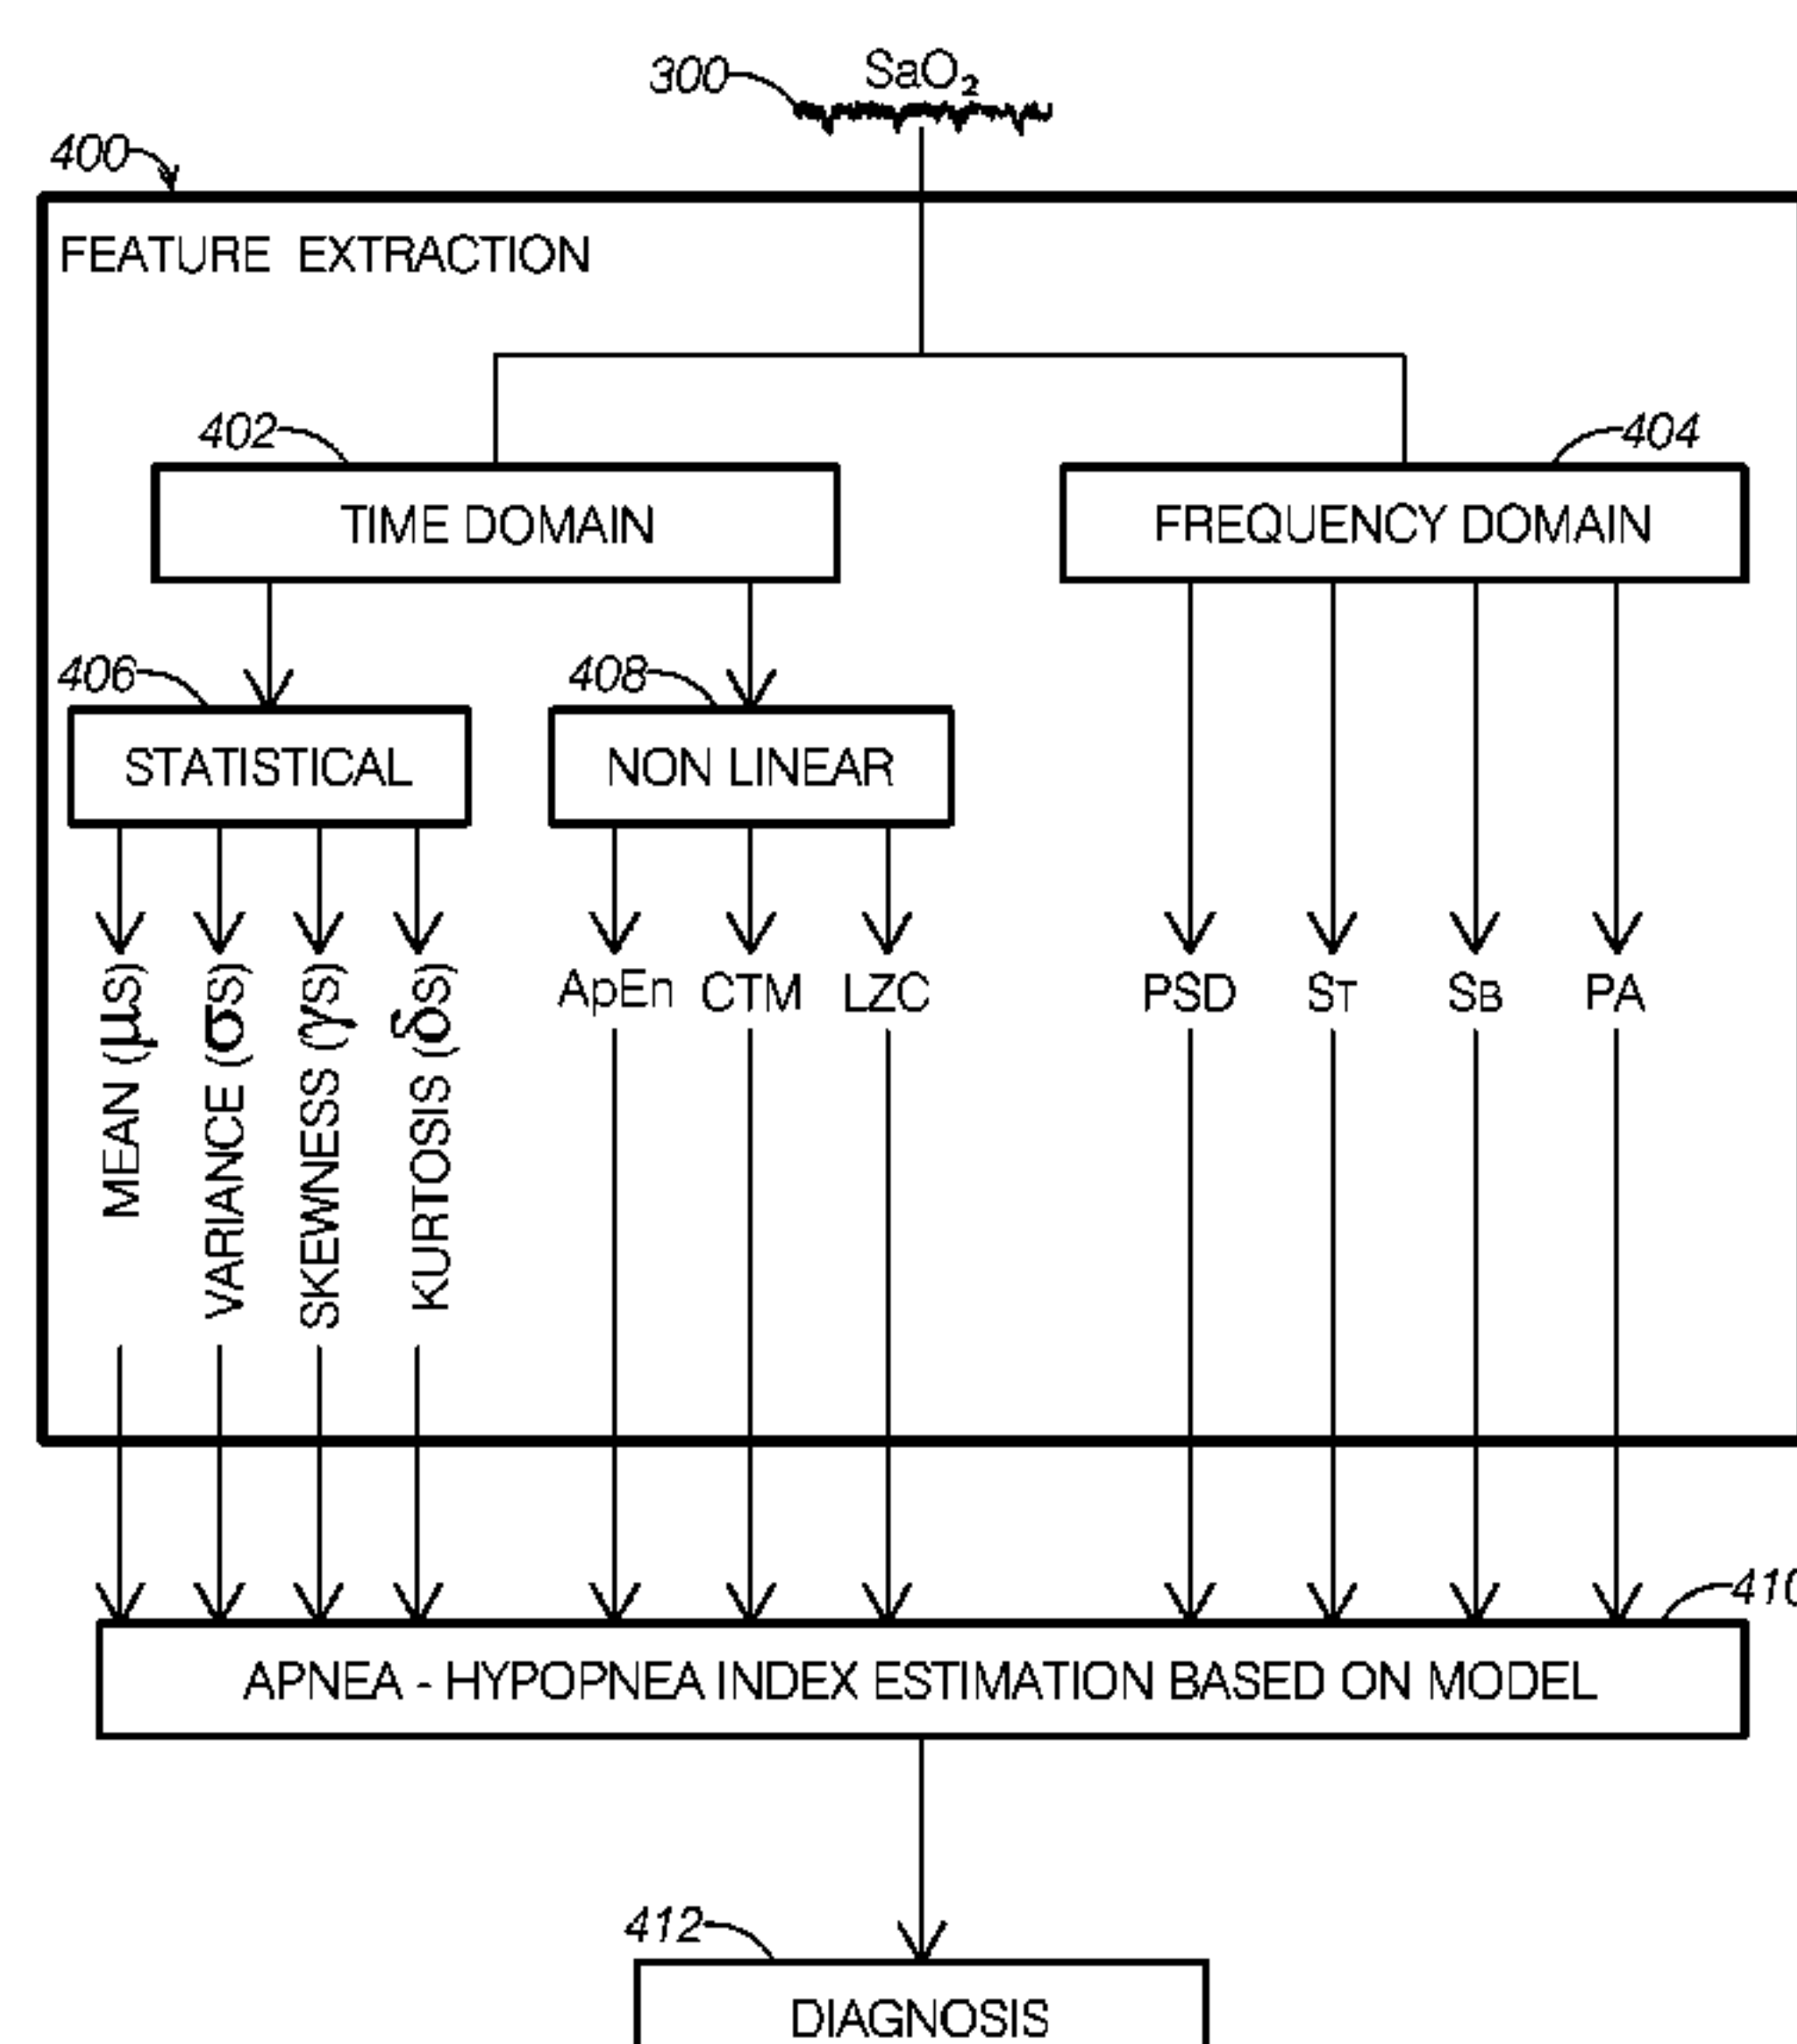 300
SaO₂
400
FEATURE EXTRACTION
402
404
TIME DOMAIN
FREQUENCY DOMAIN
406
408
STATISTICAL
NON LINEAR
MEAN (μs)
VARIANCE (σs)
SKEWNESS (γs)
KURTOSIS (δs)
ApEn
CTM
LZC
PSD
ST
SB
PA
410
APNEA - HYPOPNEA INDEX ESTIMATION BASED ON MODEL
412
DIAGNOSIS